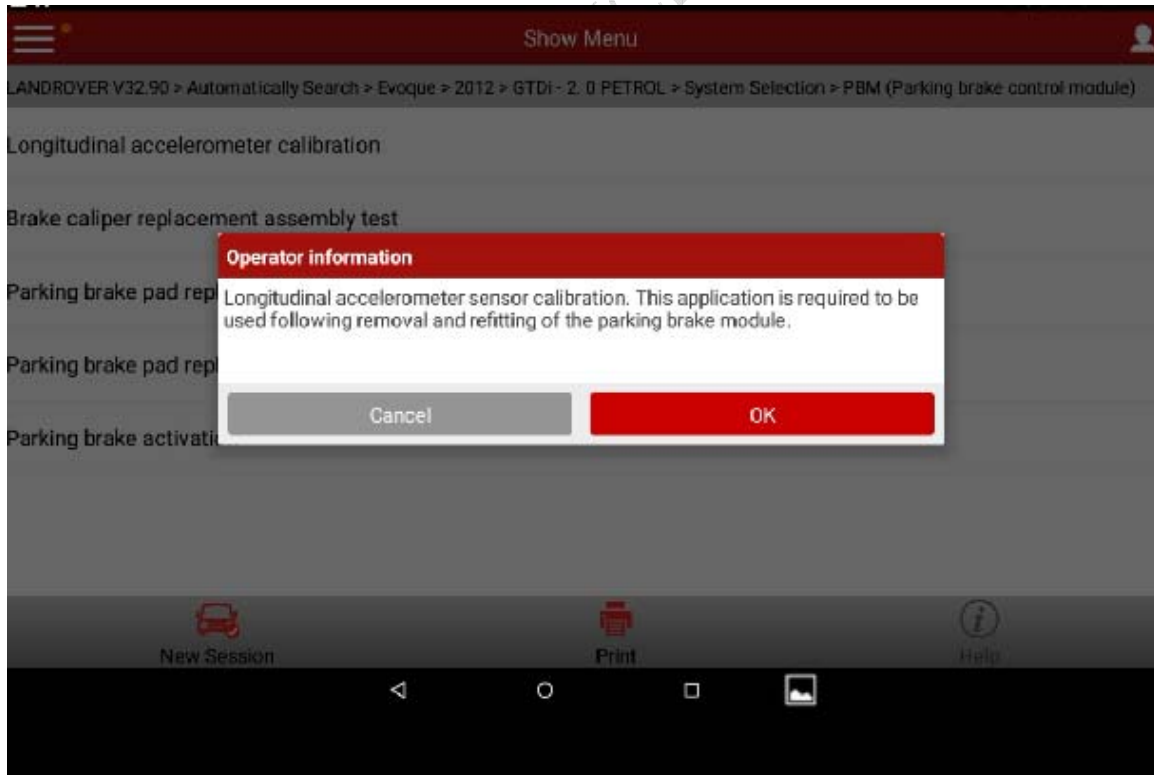 Show Menu
LANDROVER V32.90 > Automatically Search > Evoque > 2012 > GTDi - 2. 0 PETROL > System Selection > PBM (Parking brake control module)
Longitudinal accelerometer calibration
Brake caliper replacement assembly test
Operator information
Parking brake pad repl
Longitudinal accelerometer sensor calibration. This application is required to be
used following removal and refitting of the parking brake module.
Parking brake pad repl
Cancel
OK
Parking brake activati
New Session
Print
Help